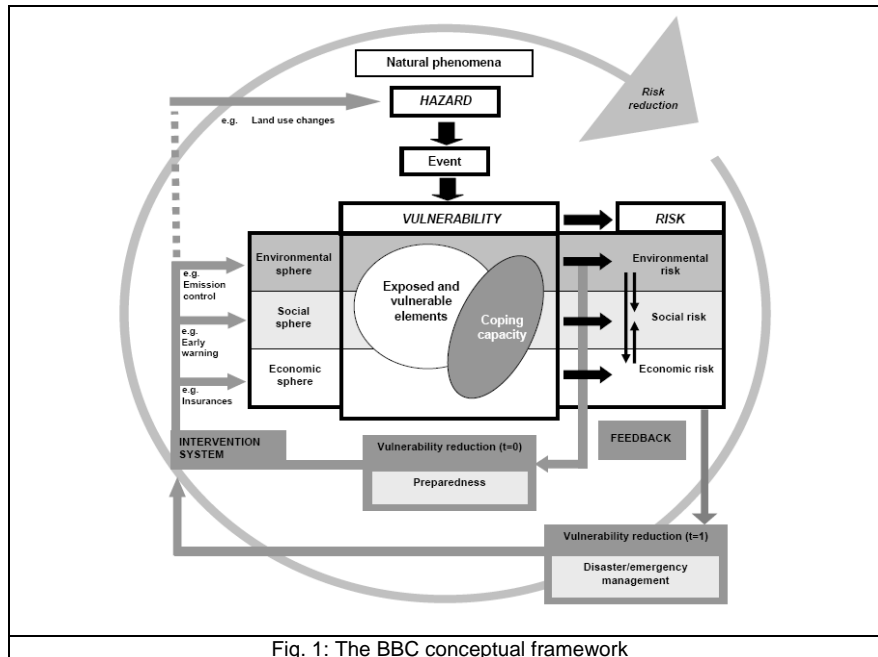 Natural phenomena
HAZARD
Risk
reduction
e.g. Land use changes
Event
VULNERABILITY
RISK
Environmental
sphere
Environmental
risk
e.g.
Emission
control
Exposed and
vulnerable
elements
Social
sphere
Coping
capacity
Social risk
e.g.
Early
warning
Economic
sphere
Economic risk
e.g.
Insurances
INTERVENTION
SYSTEM
Vulnerability reduction (t=0)
FEEDBACK
Preparedness
Vulnerability reduction (t=1)
Disaster/emergency
management
Fig. 1: The BBC conceptual framework